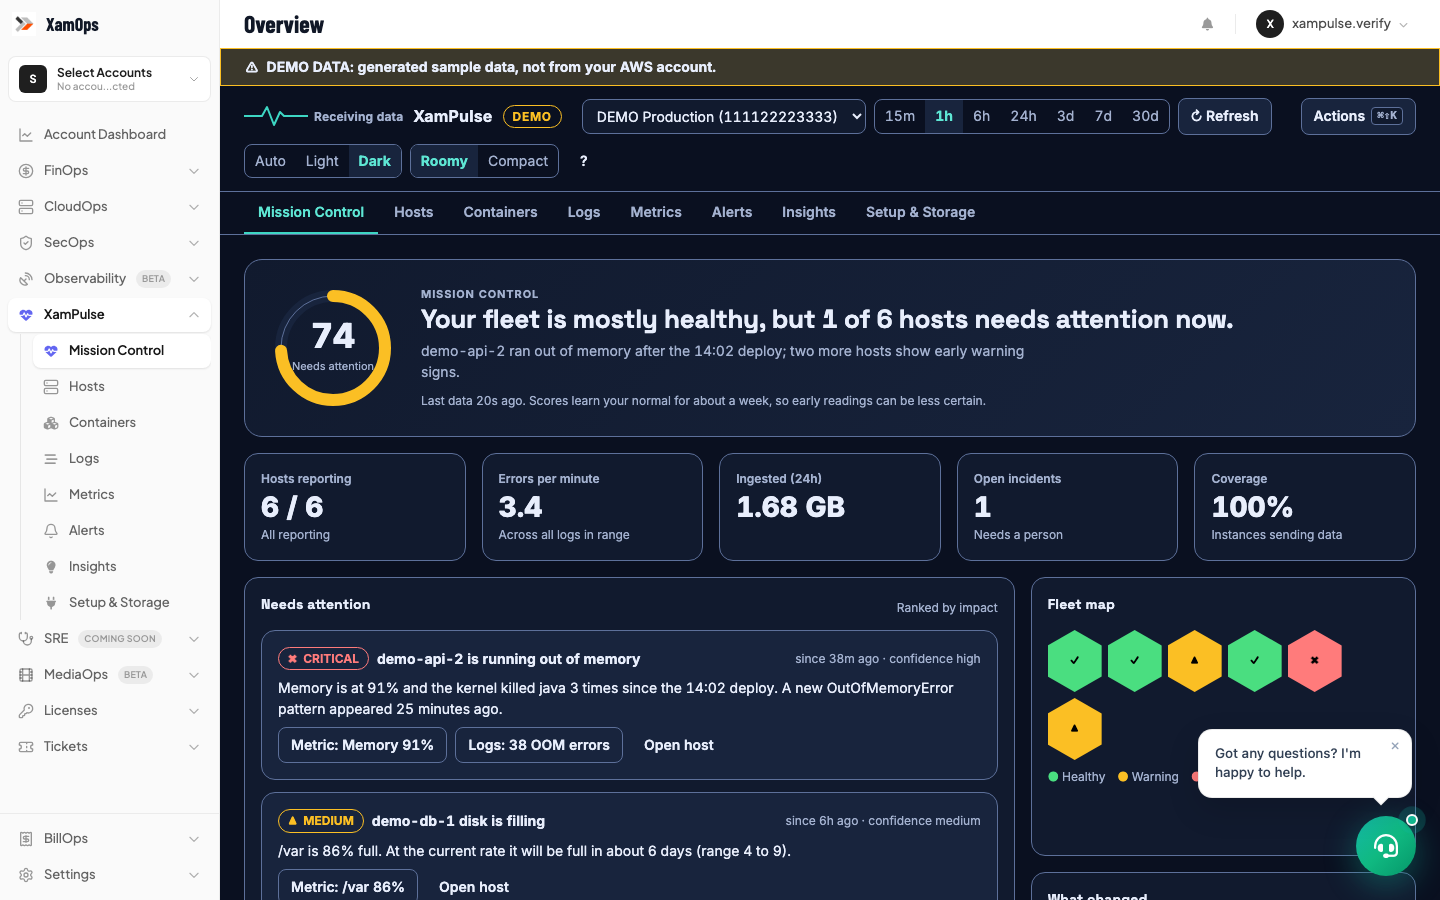 XamOps
Overview
X
xampulse.verify
S
Select Accounts
No accou...cted
Account Dashboard
FinOps
CloudOps
SecOps
Observability BETA
XamPulse
Mission Control
Hosts
Containers
Logs
Metrics
Alerts
Insights
Setup & Storage
SRE COMING SOON
MediaOps BETA
Licenses
Tickets
BillOps
Settings
DEMO DATA: generated sample data, not from your AWS account.
Receiving data XamPulse DEMO
DEMO Production (111122223333)
15m 1h 6h 24h 3d 7d 30d
Refresh
Actions ⌘⇧K
Auto Light Dark
Roomy Compact
?
Mission Control Hosts Containers Logs Metrics Alerts Insights Setup & Storage
74
Needs attention
MISSION CONTROL
Your fleet is mostly healthy, but 1 of 6 hosts needs attention now.
demo-api-2 ran out of memory after the 14:02 deploy; two more hosts show early warning
signs.
Last data 20s ago. Scores learn your normal for about a week, so early readings can be less certain.
Hosts reporting
6 / 6
All reporting
Errors per minute
3.4
Across all logs in range
Ingested (24h)
1.68 GB
Open incidents
1
Needs a person
Coverage
100%
Instances sending data
Needs attention
Ranked by impact
CRITICAL demo-api-2 is running out of memory
since 38m ago · confidence high
Memory is at 91% and the kernel killed java 3 times since the 14:02 deploy. A new OutOfMemoryError
pattern appeared 25 minutes ago.
Metric: Memory 91% Logs: 38 OOM errors Open host
MEDIUM demo-db-1 disk is filling
since 6h ago · confidence medium
/var is 86% full. At the current rate it will be full in about 6 days (range 4 to 9).
Metric: /var 86% Open host
Fleet map
Healthy Warning
Got any questions? I'm
happy to help.
What changed